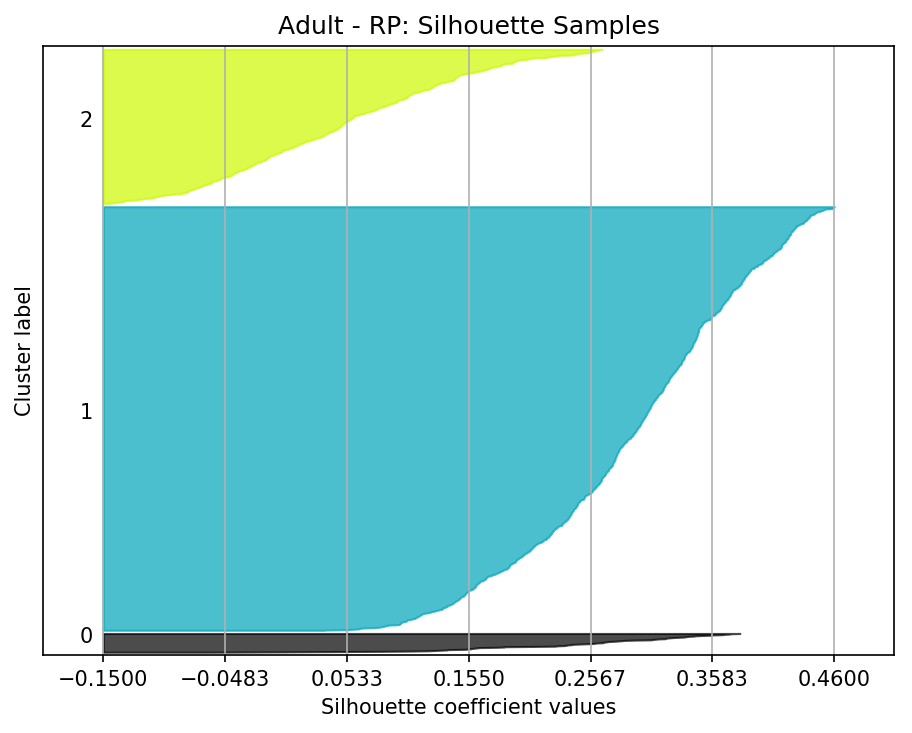 Adult - RP: Silhouette Samples
2
1
0
Cluster label
−0.1500 −0.0483 0.0533 0.1550 0.2567 0.3583 0.4600
Silhouette coefficient values